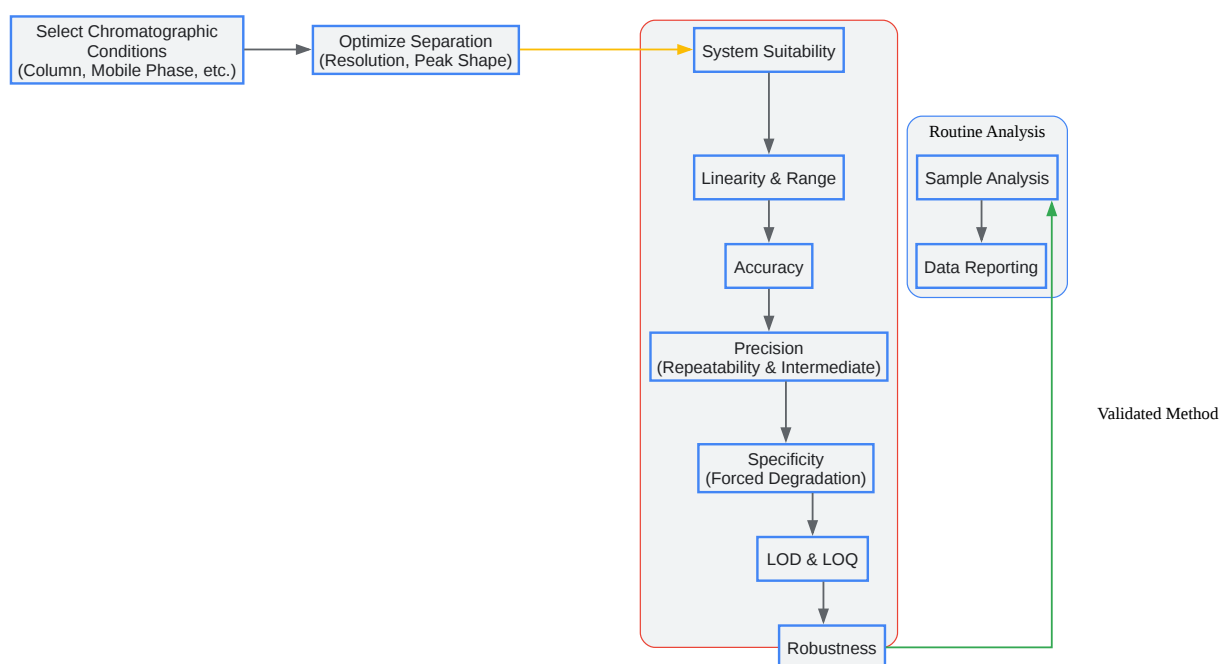 Select Chromatographic
Conditions
(Column, Mobile Phase, etc.)
Optimize Separation
(Resolution, Peak Shape)
System Suitability
Linearity & Range
Accuracy
Precision
(Repeatability & Intermediate)
Specificity
(Forced Degradation)
LOD & LOQ
Robustness
Routine Analysis
Sample Analysis
Data Reporting
Validated Method